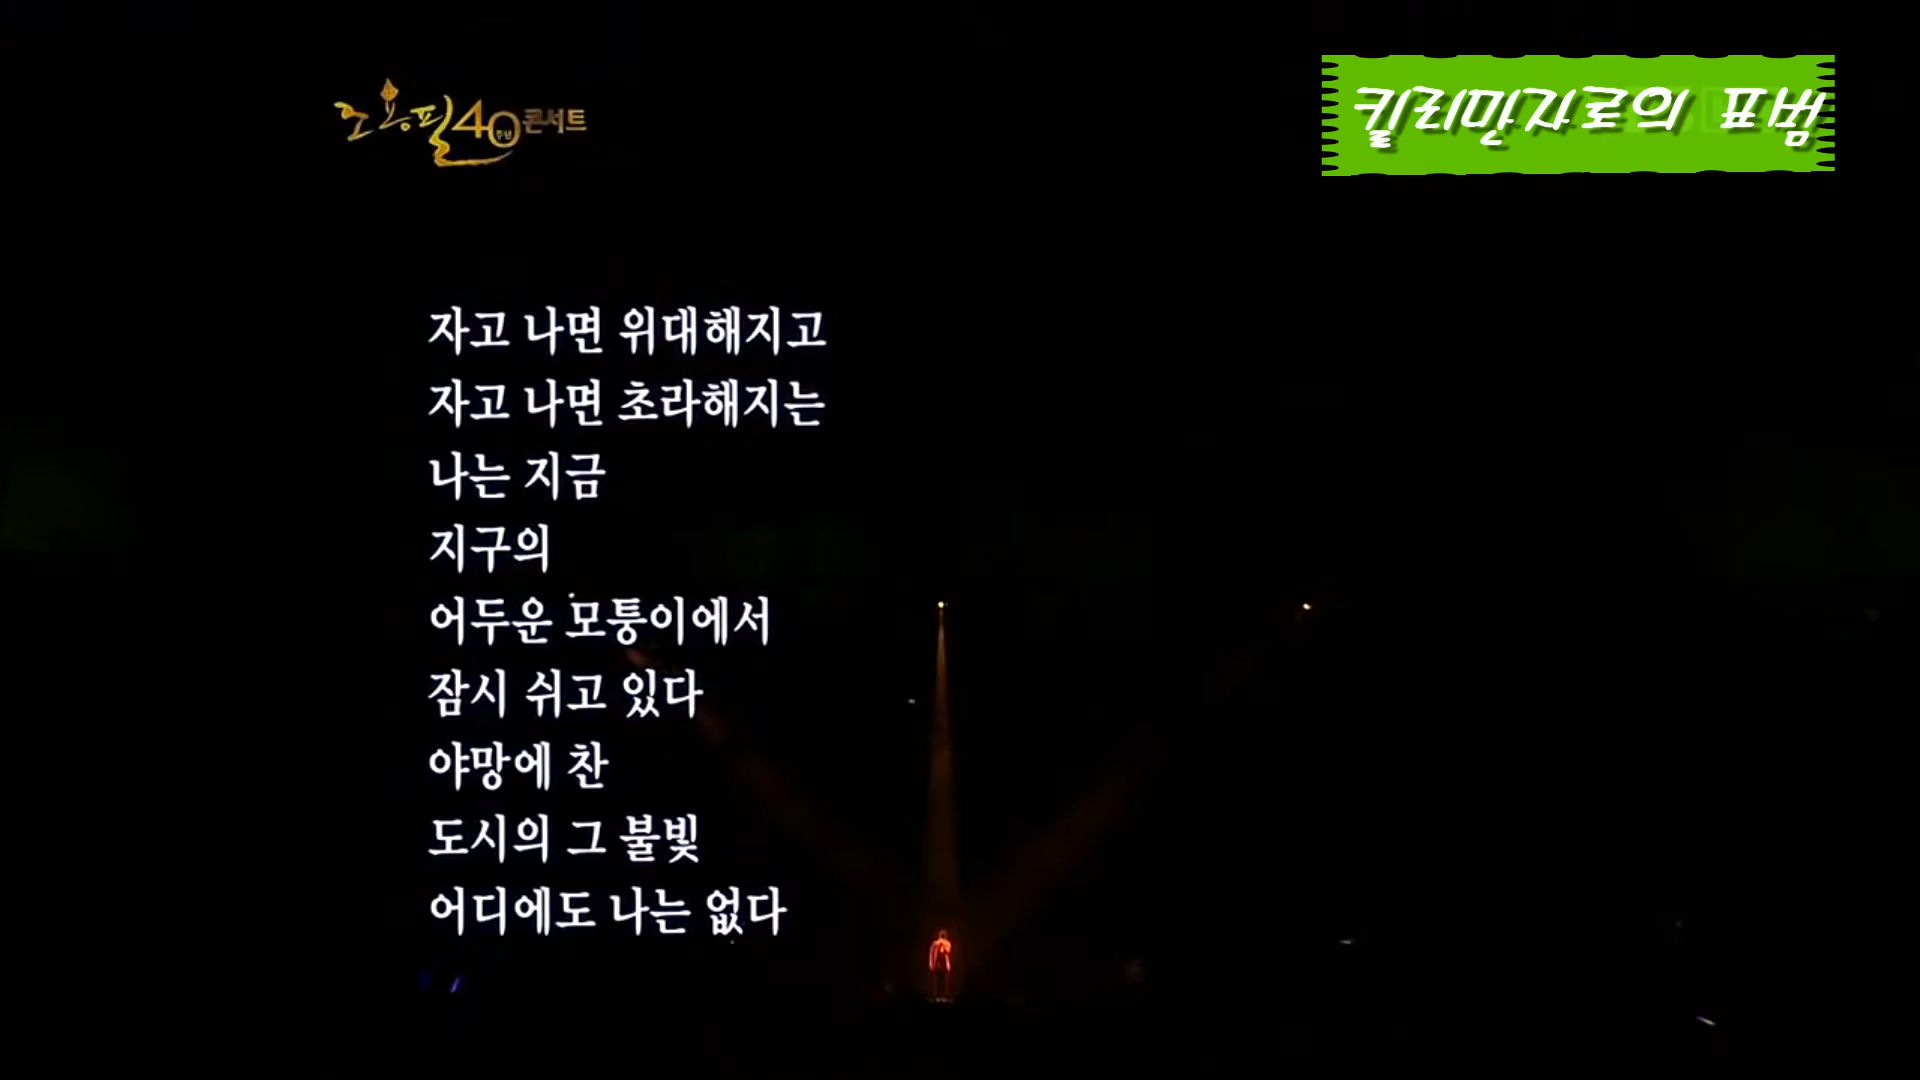 조용필 40주년 콘서트
킬리만자로의 표범
자고 나면 위대해지고
자고 나면 초라해지는
나는 지금
지구의
어두운 모퉁이에서
잠시 쉬고 있다
야망에 찬
도시의 그 불빛
어디에도 나는 없다